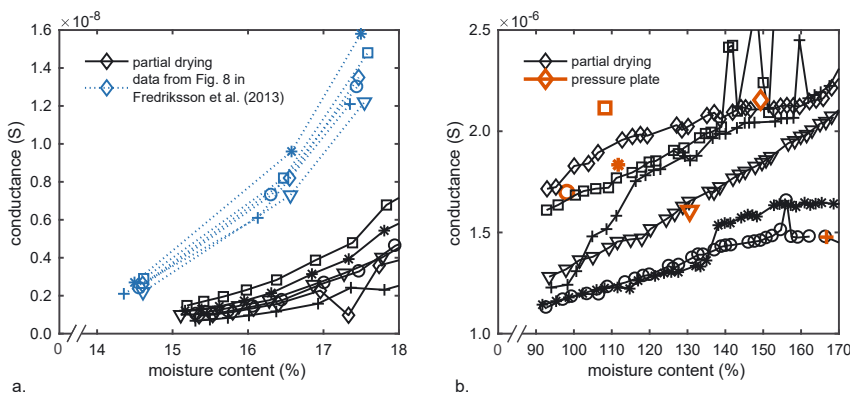 ×10⁻⁸
1.6
1.4
1.2
1.0
0.8
0.6
0.4
0.2
0.0
conductance (S)
partial drying
data from Fig. 8 in
Fredriksson et al. (2013)
0 14 15 16 17 18
moisture content (%)
a.
×10⁻⁶
2.5
2.0
1.5
1.0
conductance (S)
partial drying
pressure plate
0 90 100 110 120 130 140 150 160 170
moisture content (%)
b.